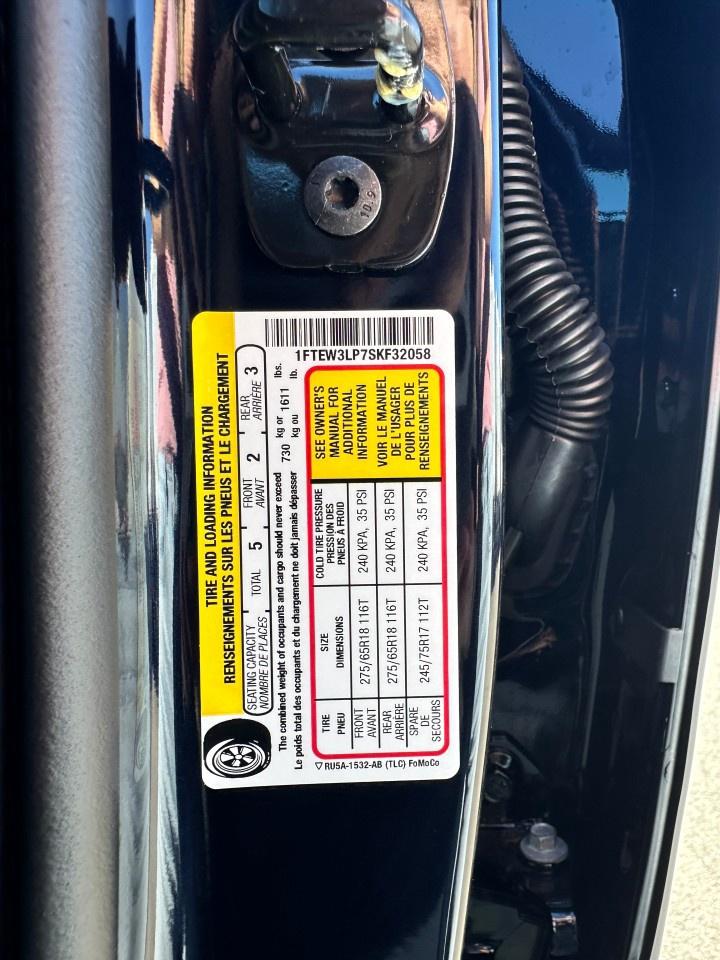 10.9
TIRE AND LOADING INFORMATION
RENSEIGNEMENTS SUR LES PNEUS ET LE CHARGEMENT
SEATING CAPACITY
NOMBRE DE PLACES
TOTAL 5
FRONT
AVANT 2
REAR
ARRIÈRE 3
The combined weight of occupants and cargo should never exceed
Le poids total des occupants et du chargement ne doit jamais dépasser
730 kg or 1611 lbs.
kg ou lb.
TIRE
PNEU
SIZE
DIMENSIONS
COLD TIRE PRESSURE
PRESSION DES
PNEUS À FROID
FRONT
AVANT
275/65R18 116T
240 KPA, 35 PSI
REAR
ARRIÈRE
275/65R18 116T
240 KPA, 35 PSI
SPARE
DE
SECOURS
245/75R17 112T
240 KPA, 35 PSI
SEE OWNER'S
MANUAL FOR
ADDITIONAL
INFORMATION
VOIR LE MANUEL
DE L'USAGER
POUR PLUS DE
RENSEIGNEMENTS
1FTEW3LP7SKF32058
RU5A-1532-AB (TLC) FoMoCo